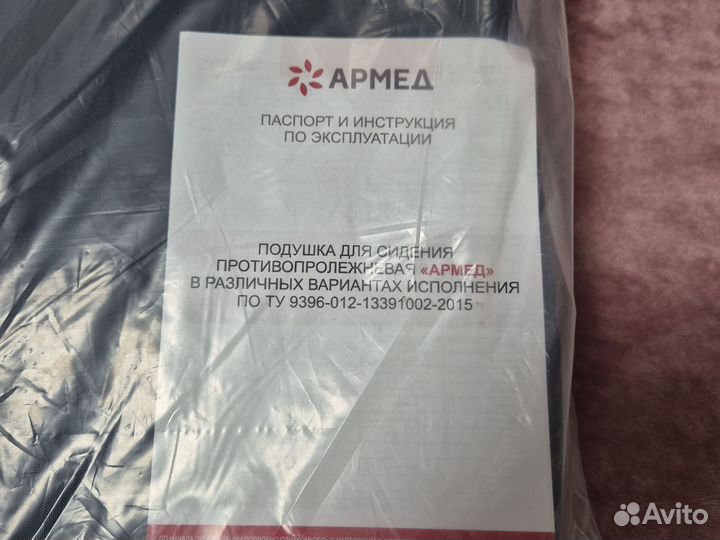 АРМЕД
ПАСПОРТ И ИНСТРУКЦИЯ
ПО ЭКСПЛУАТАЦИИ
ПОДУШКА ДЛЯ СИДЕНИЯ
ПРОТИВОПРОЛЕЖНЕВАЯ «АРМЕД»
В РАЗЛИЧНЫХ ВАРИАНТАХ ИСПОЛНЕНИЯ
ПО ТУ 9396-012-13391002-2015
Avito